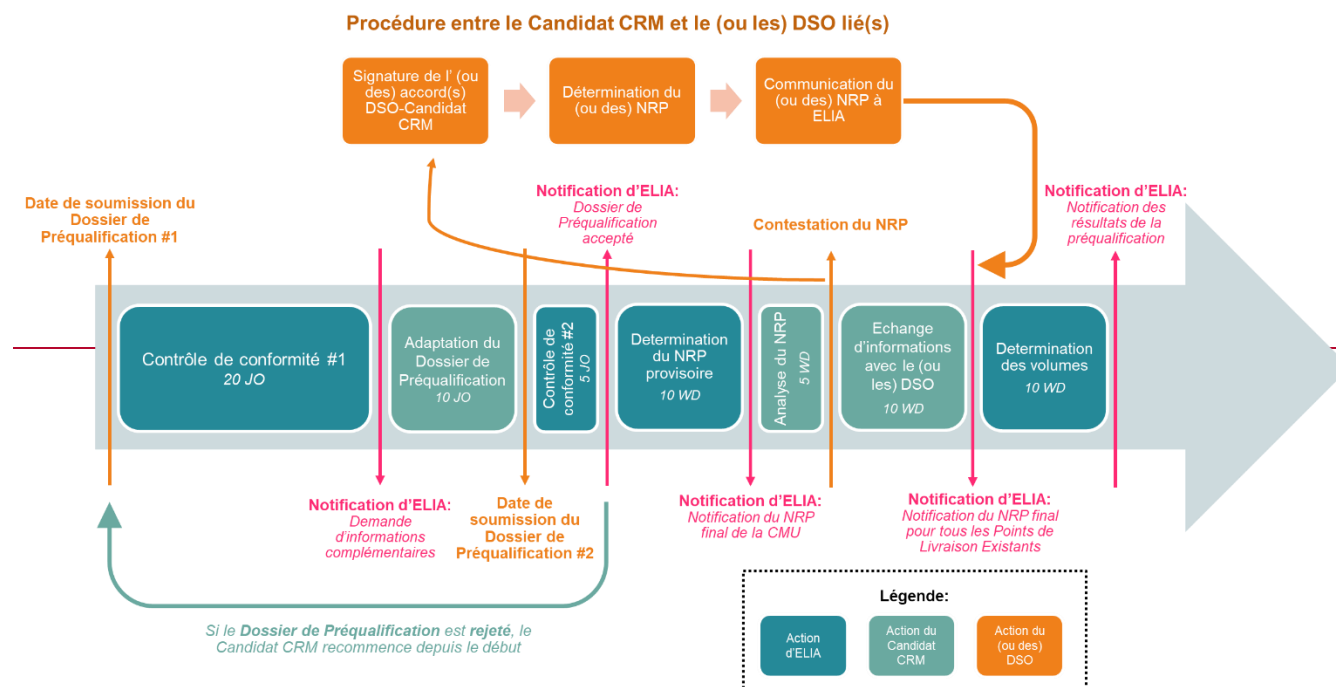 Procédure entre le Candidat CRM et le (ou les) DSO lié(s)
Signature de l' (ou
des) accord(s)
DSO-Candidat
CRM
Détermination du
(ou des) NRP
Communication du
(ou des) NRP à
ELIA
Date de soumission du
Dossier de
Préqualification #1
Notification d'ELIA:
Dossier de
Préqualification
accepté
Contestation du NRP
Notification d'ELIA:
Notification des
résultats de la
préqualification
Contrôle de conformité #1
20 JO
Adaptation du
Dossier de
Préqualification
10 JO
Contrôle de
conformité #2
5 JO
Determination
du NRP
provisoire
10 WD
Analyse du NRP
5 WD
Echange
d'informations
avec le (ou
les) DSO
10 WD
Determination
des volumes
10 WD
Notification d'ELIA:
Demande
d'informations
complémentaires
Date de
soumission du
Dossier de
Préqualification #2
Notification d'ELIA:
Notification du NRP
final de la CMU
Notification d'ELIA:
Notification du NRP final
pour tous les Points de
Livraison Existants
Si le Dossier de Préqualification est rejeté, le
Candidat CRM recommence depuis le début
Légende:
Action
d'ELIA
Action du
Candidat
CRM
Action du
(ou des)
DSO